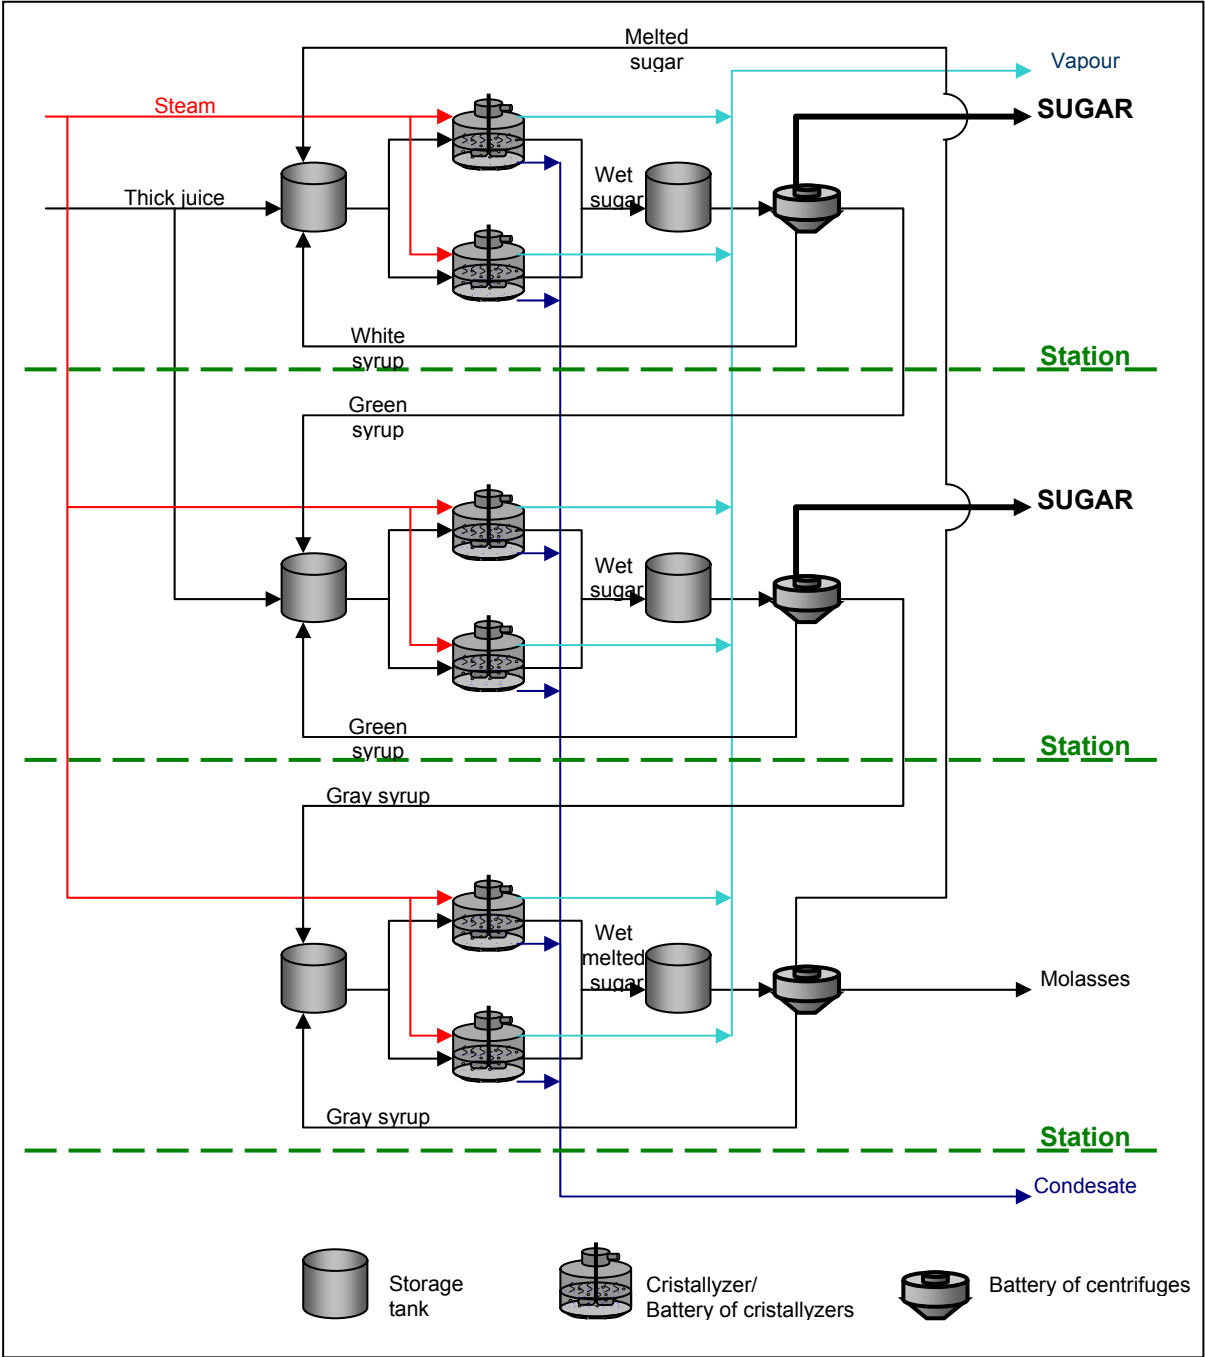 Melted
sugar
Vapour
Steam
SUGAR
Thick juice
Wet
sugar
White
syrup
Station
Green
syrup
SUGAR
Wet
sugar
Green
syrup
Station
Gray syrup
Wet
melted
sugar
Molasses
Gray syrup
Station
Condesate
Storage
tank
Cristallyzer/
Battery of cristallyzers
Battery of centrifuges